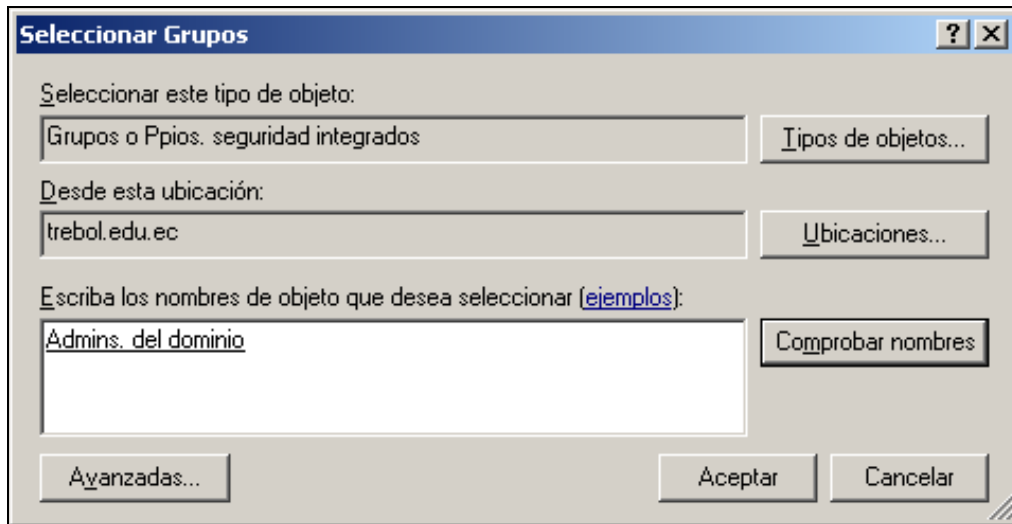 Seleccionar Grupos
Seleccionar este tipo de objeto:
Grupos o Ppios. seguridad integrados
Tipos de objetos...
Desde esta ubicación:
trebol.edu.ec
Ubicaciones...
Escriba los nombres de objeto que desea seleccionar (ejemplos):
Admins. del dominio
Comprobar nombres
Avanzadas...
Aceptar
Cancelar